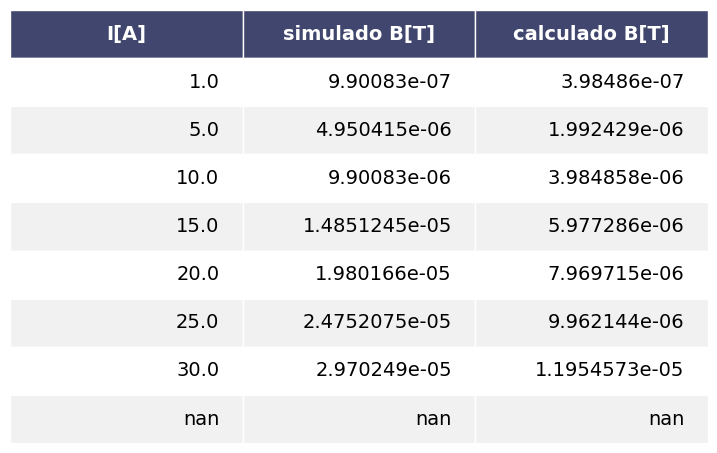 I[A] simulado B[T] calculado B[T]
1.0 9.90083e-07 3.98486e-07
5.0 4.950415e-06 1.992429e-06
10.0 9.90083e-06 3.984858e-06
15.0 1.4851245e-05 5.977286e-06
20.0 1.980166e-05 7.969715e-06
25.0 2.4752075e-05 9.962144e-06
30.0 2.970249e-05 1.1954573e-05
nan nan nan